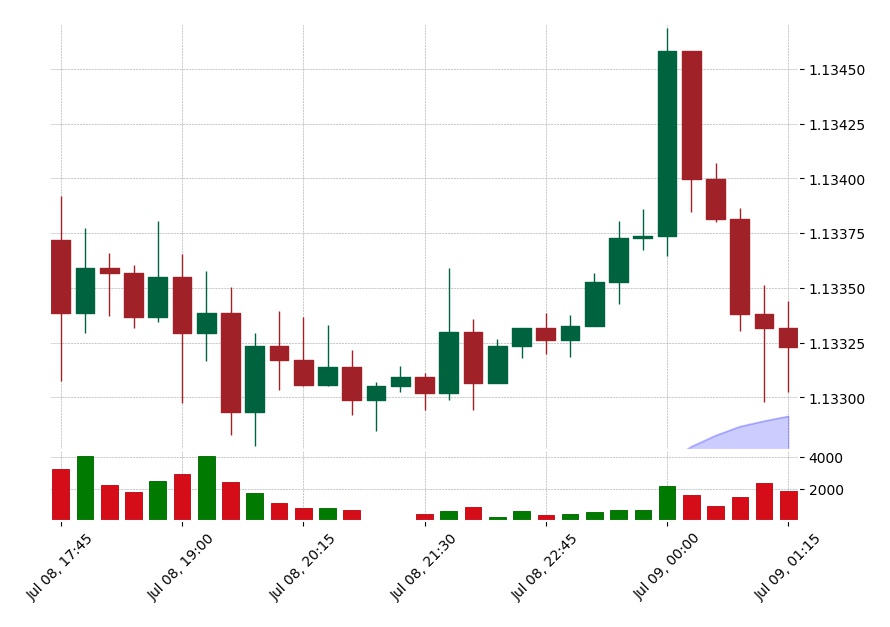 1.13450
1.13425
1.13400
1.13375
1.13350
1.13325
1.13300
4000
2000
Jul 08, 17:45
Jul 08, 19:00
Jul 08, 20:15
Jul 08, 21:30
Jul 08, 22:45
Jul 09, 00:00
Jul 09, 01:15